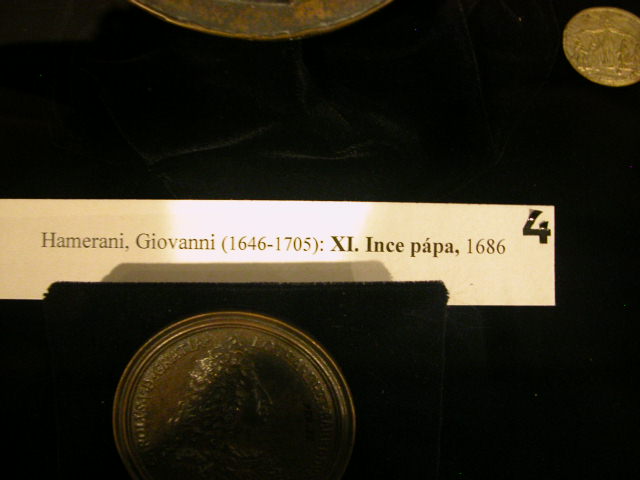 4
Hamerani, Giovanni (1646-1705): XI. Ince pápa, 1686